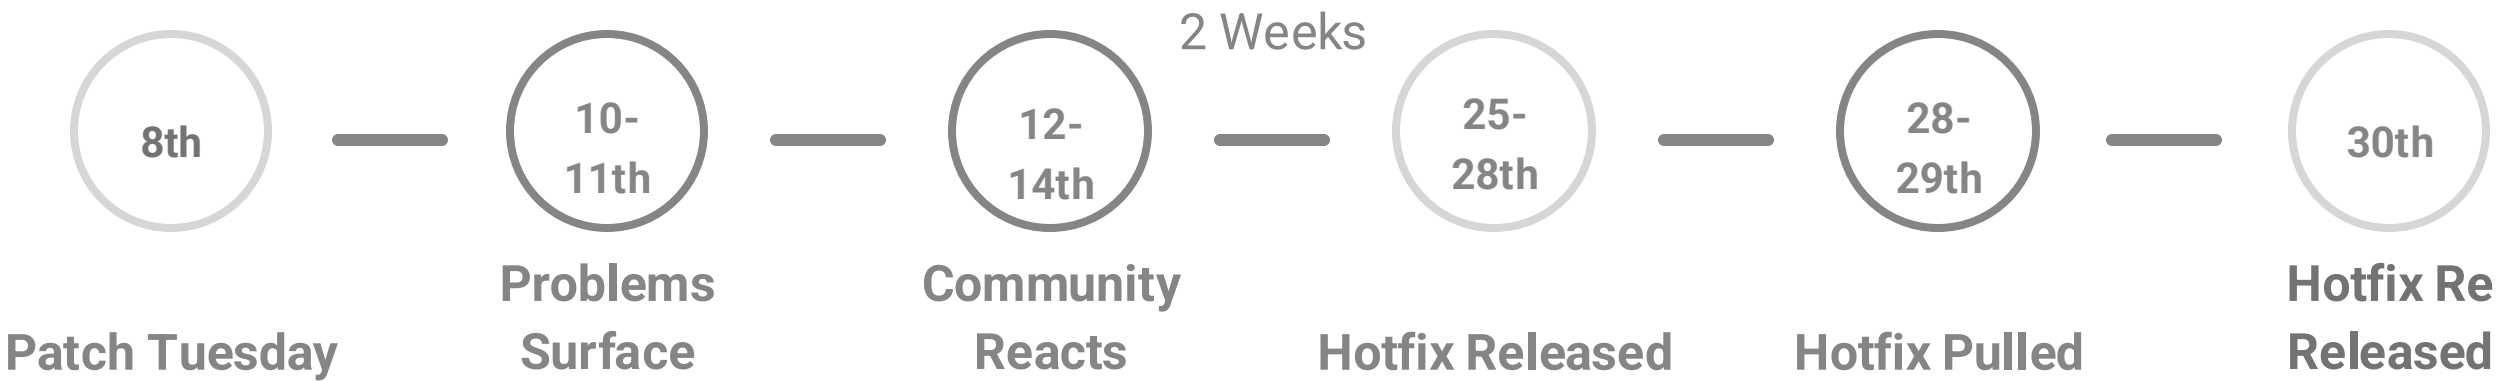 2 Weeks
8th
10-
11th
12-
14th
25-
28th
28-
29th
30th
Patch Tuesday
Problems
Surface
Community
Reacts
Hotfix Released
Hotfix Pulled
Hotfix Re
Released